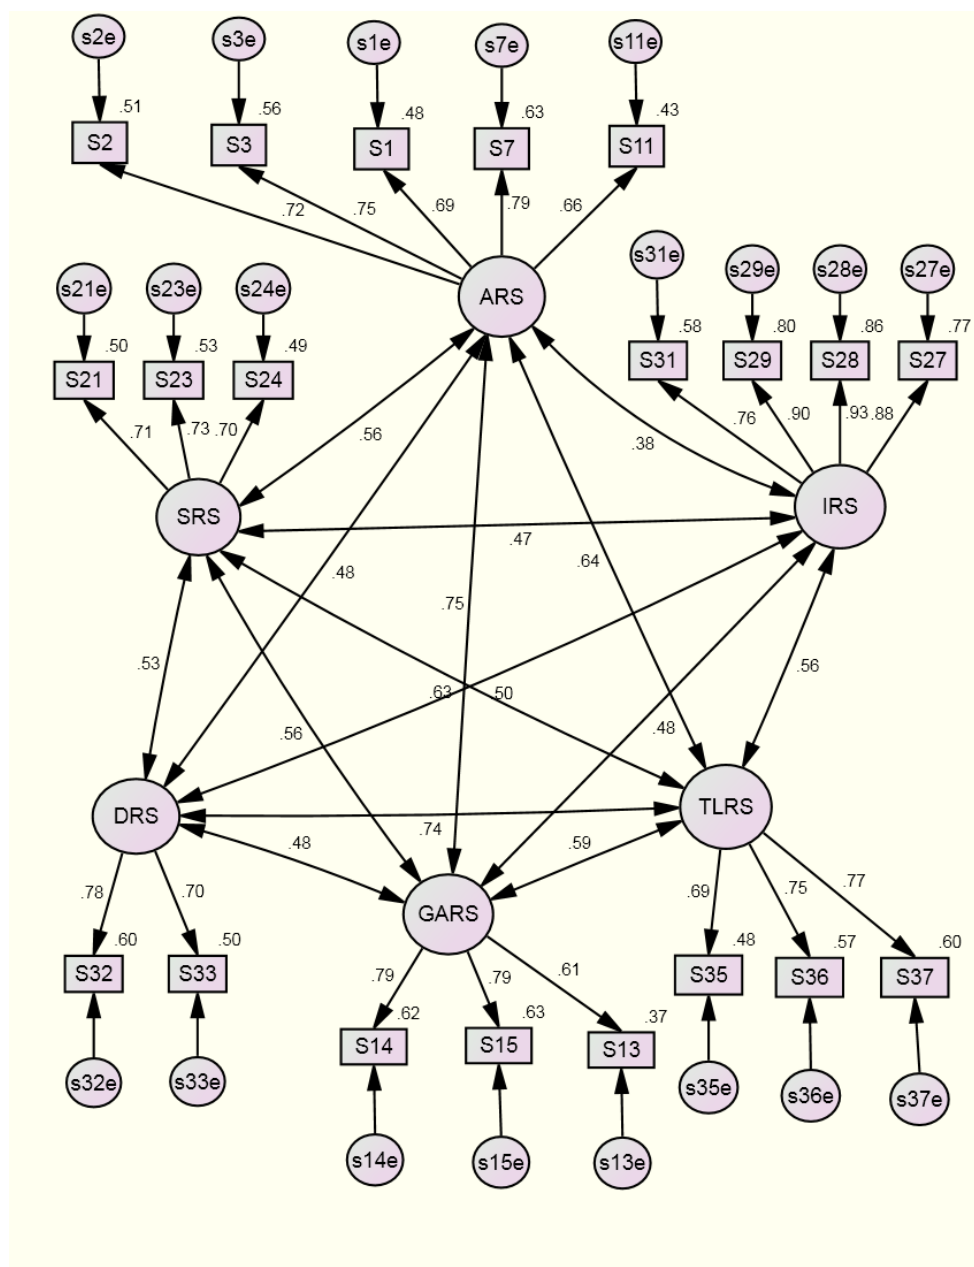 s2e
s3e
s1e
s7e
s11e
.51
.56
.48
.63
.43
S2
S3
S1
S7
S11
.72
.75
.69
.79
.66
ARS
s21e
s23e
s24e
s31e
s29e
s28e
s27e
.50
.53
.49
.58
.80
.86
.77
S21
S23
S24
S31
S29
S28
S27
.71
.73
.70
.76
.90
.93
.88
.56
.38
SRS
IRS
.47
.48
.64
.75
.53
.63
.50
.56
.56
.48
DRS
TLRS
.48
.74
.59
GARS
.78
.70
.69
.75
.77
.60
.50
.79
.79
.61
.48
.57
.60
S32
S33
S35
S36
S37
.62
.63
.37
S14
S15
S13
s32e
s33e
s35e
s36e
s37e
s14e
s15e
s13e